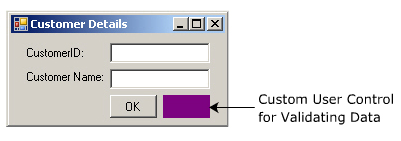 Customer Details
CustomerID:
Customer Name:
OK
Custom User Control
for Validating Data